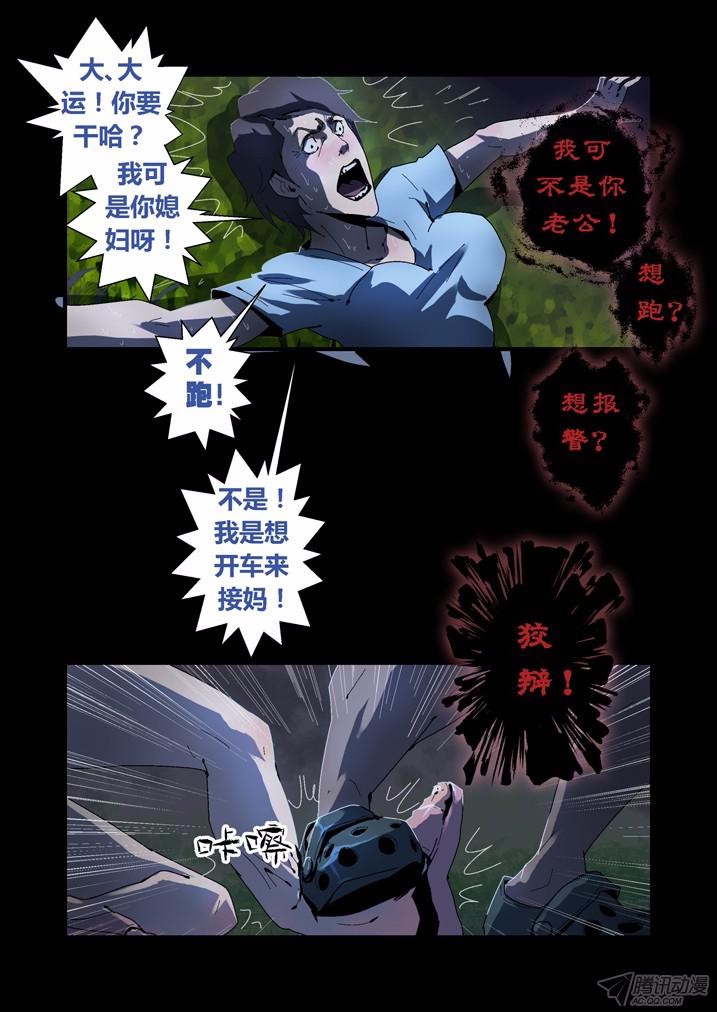 大、大
运！你要
干哈？
我可
是你媳
妇呀！
我可
不是你
老公！
想
跑？
不
跑！
想报
警？
不是！
我是想
开车来
接妈！
狡
辩！
咔嚓
腾讯动漫
AC.QQ.COM